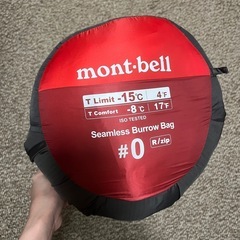 mont-bell
T Limit -15℃ 4℉
T Comfort -8℃ 17℉
ISO TESTED
Seamless Burrow Bag
#0
R/zip